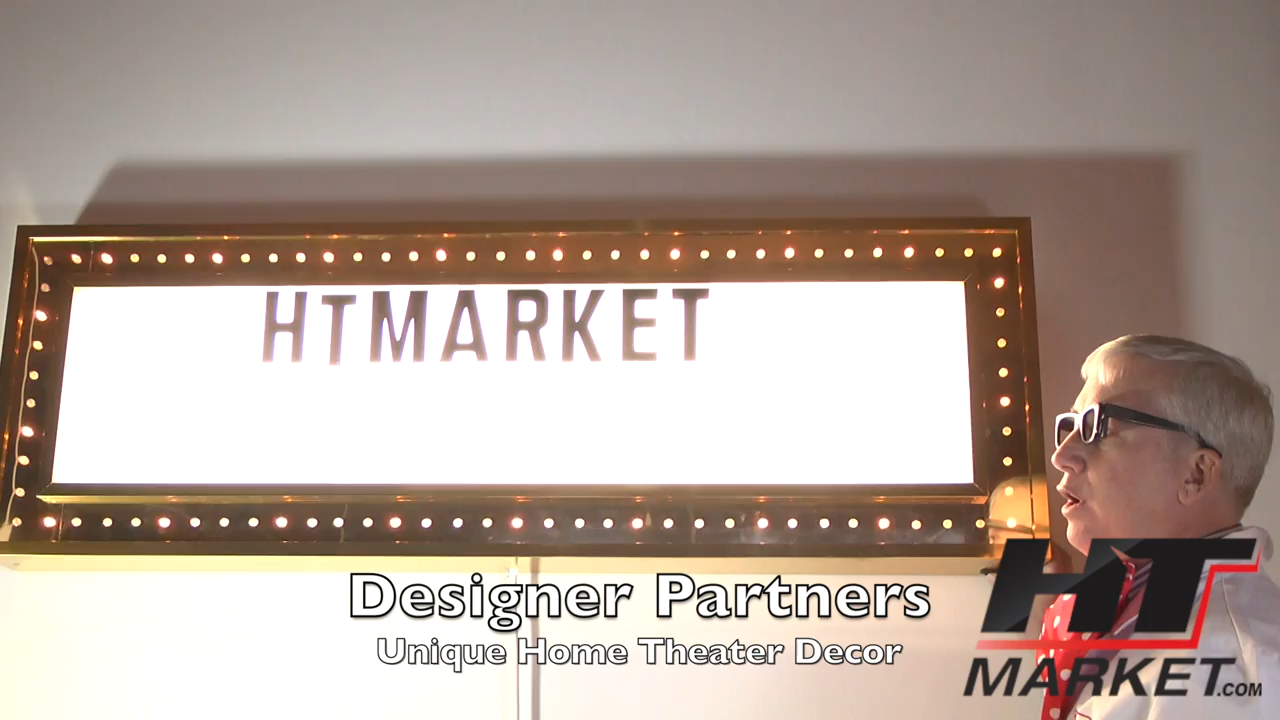 HTMARKET
Designer Partners
Unique Home Theater Decor
HT
MARKET.COM